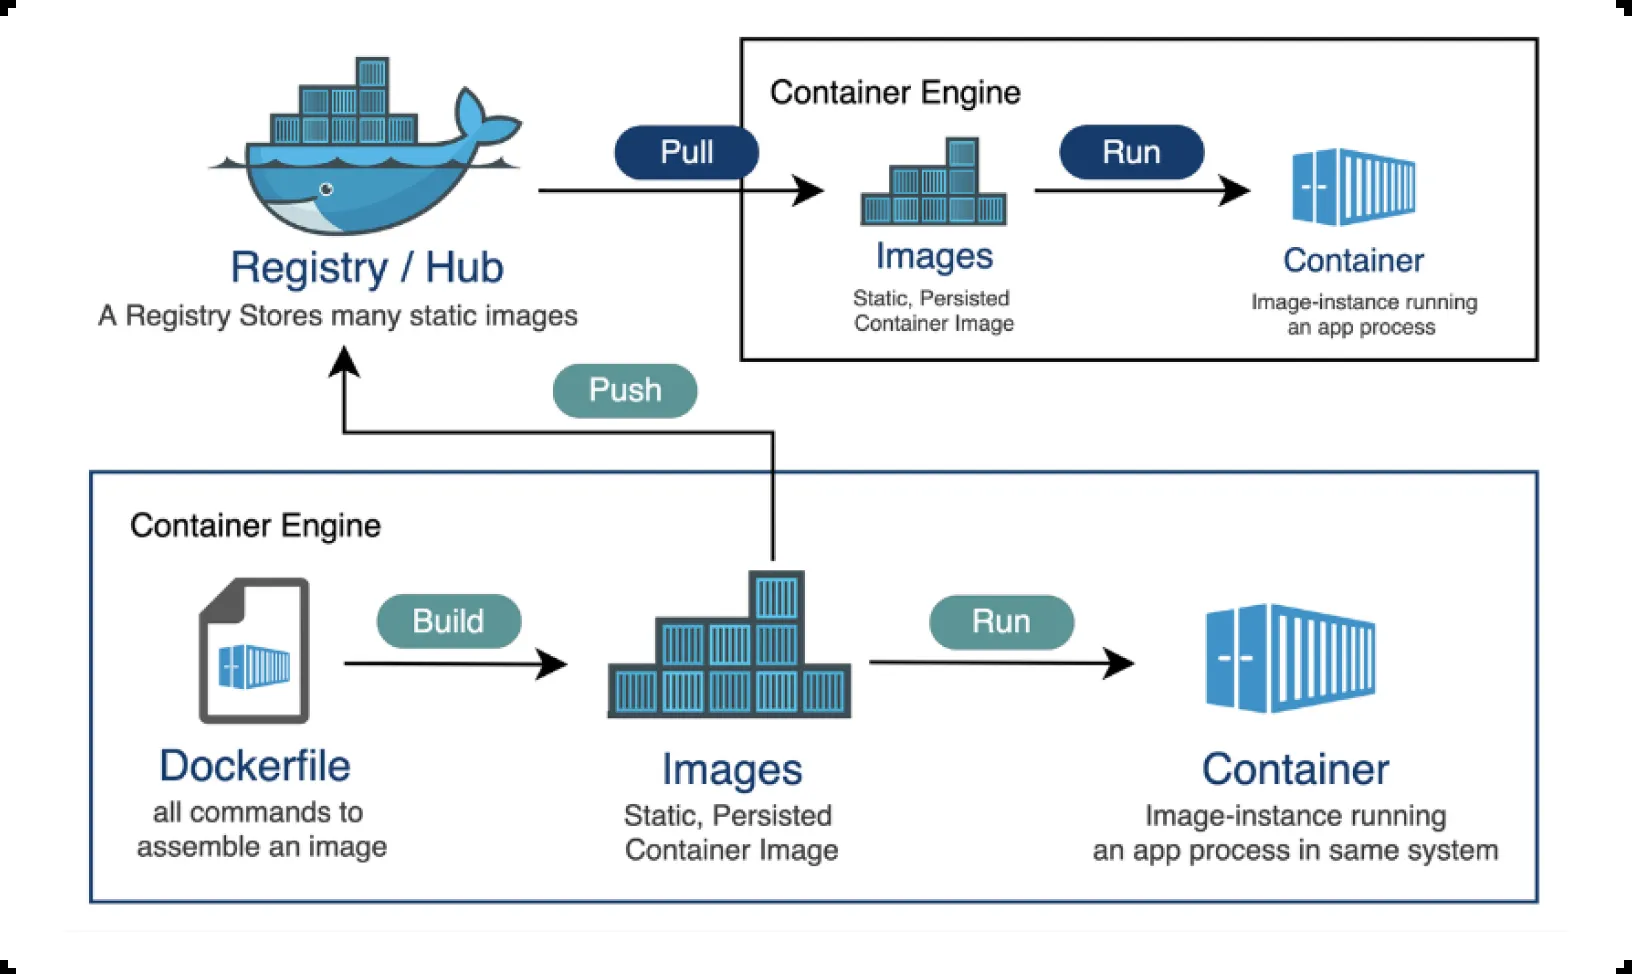 Container Engine
Pull
Run
Registry / Hub
A Registry Stores many static images
Images
Static, Persisted
Container Image
Container
Image-instance running
an app process
Push
Container Engine
Build
Run
Dockerfile
all commands to
assemble an image
Images
Static, Persisted
Container Image
Container
Image-instance running
an app process in same system